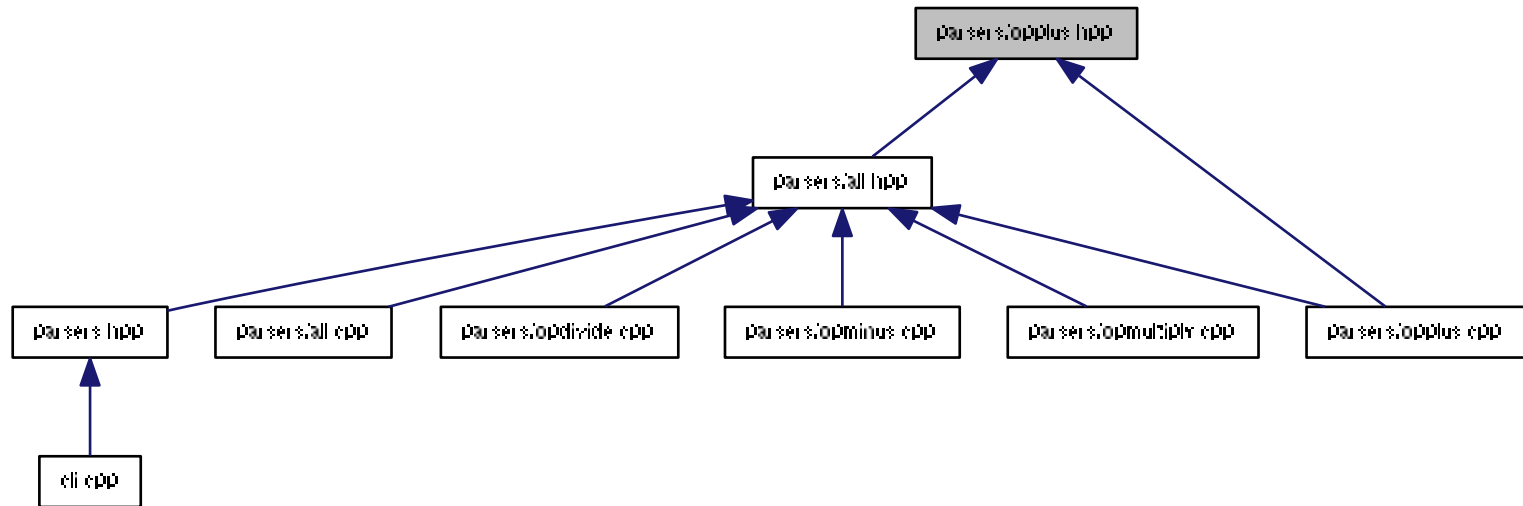 parsers/opplus.hpp
parsers/all.hpp
parsers.hpp
parsers/all.cpp
parsers/opdivide.cpp
parsers/opminus.cpp
parsers/opmultiply.cpp
parsers/opplus.cpp
cli.cpp